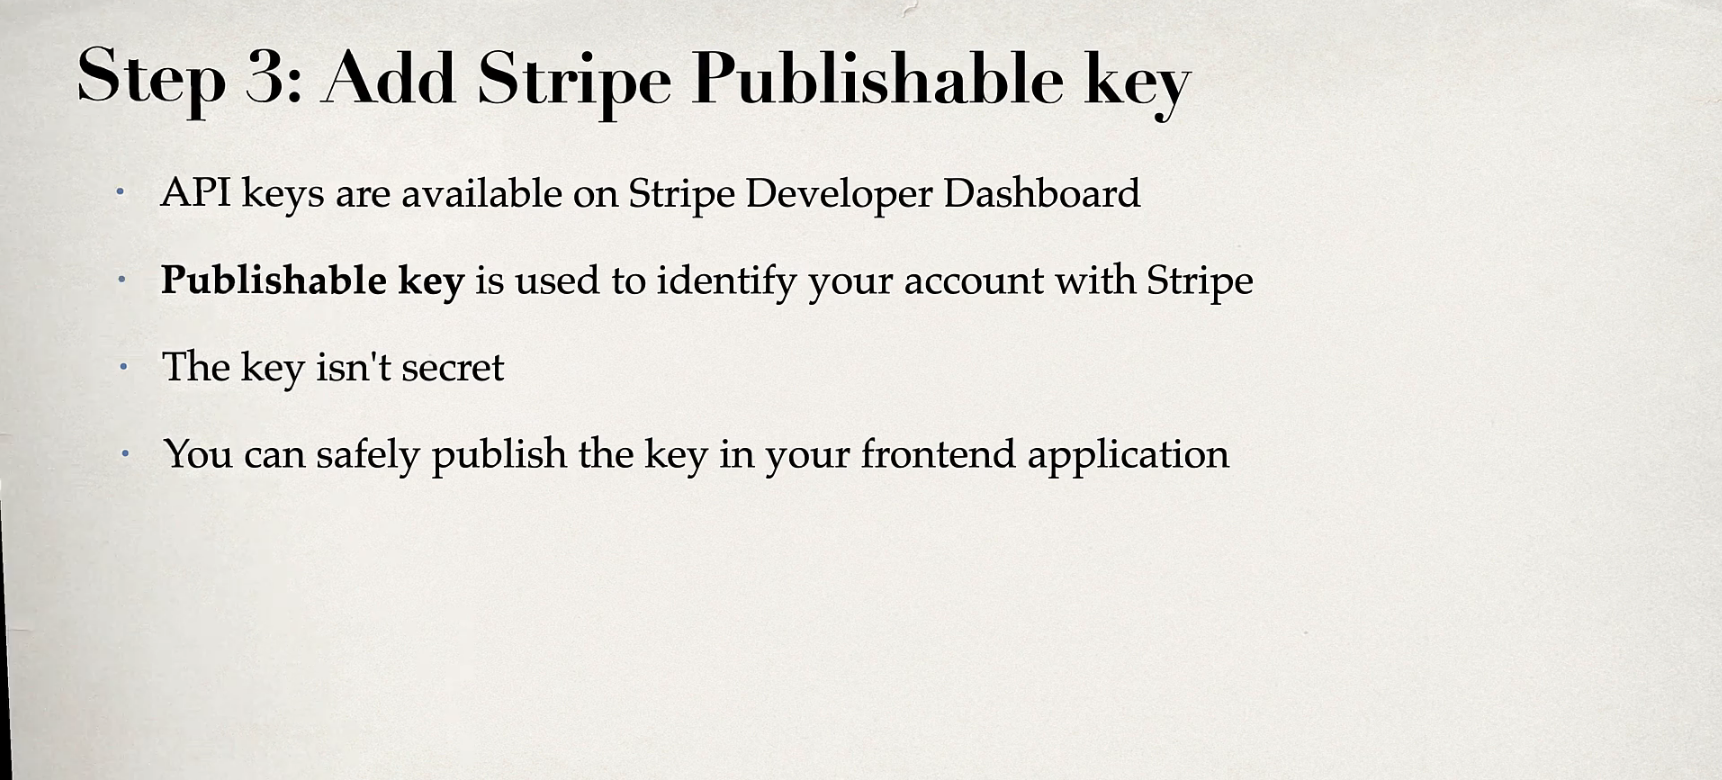 Step 3: Add Stripe Publishable key
API keys are available on Stripe Developer Dashboard
Publishable key is used to identify your account with Stripe
The key isn't secret
You can safely publish the key in your frontend application